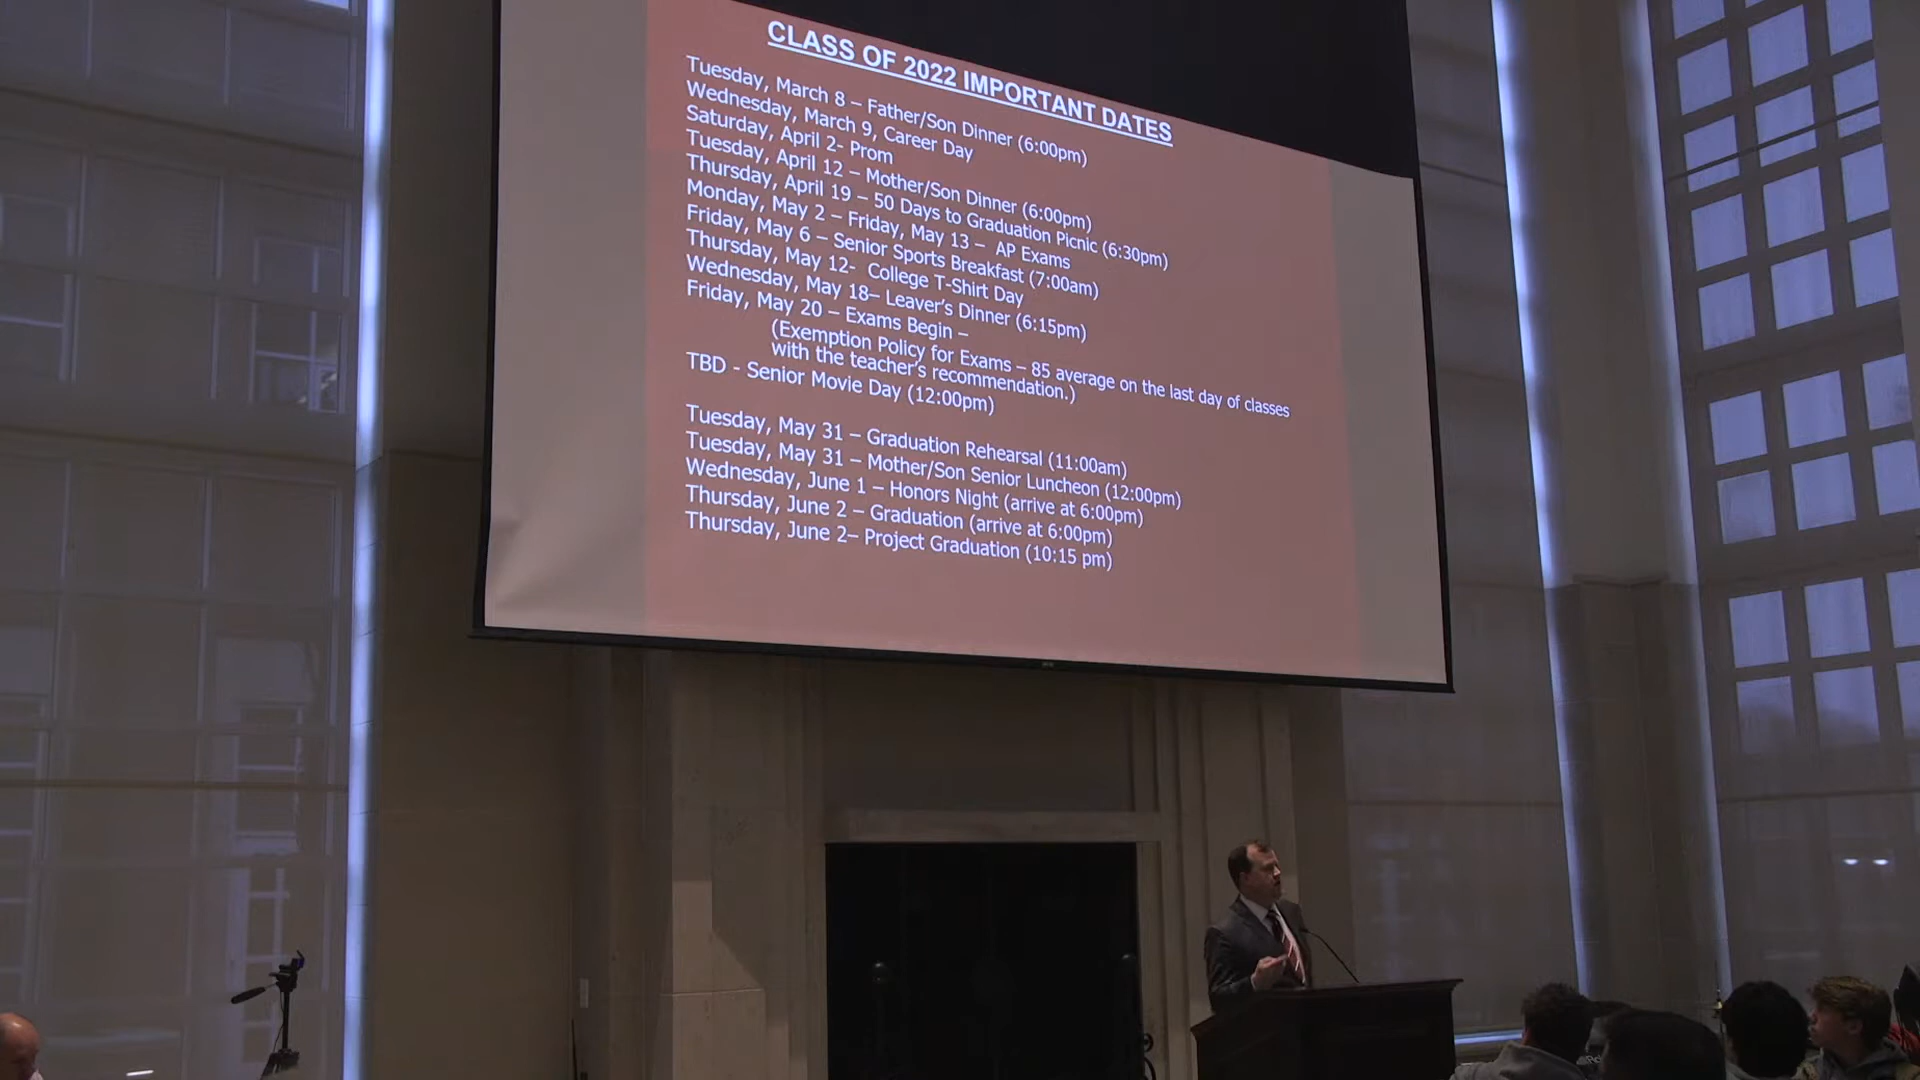 CLASS OF 2022 IMPORTANT DATES
Tuesday, March 8 – Father/Son Dinner (6:00pm)
Wednesday, March 9, Career Day
Saturday, April 2- Prom
Tuesday, April 12 – Mother/Son Dinner (6:00pm)
Thursday, April 19 – 50 Days to Graduation Picnic (6:30pm)
Monday, May 2 – Friday, May 13 – AP Exams
Friday, May 6 – Senior Sports Breakfast (7:00am)
Thursday, May 12- College T-Shirt Day
Wednesday, May 18– Leaver's Dinner (6:15pm)
Friday, May 20 – Exams Begin –
(Exemption Policy for Exams – 85 average on the last day of classes
with the teacher's recommendation.)
TBD - Senior Movie Day (12:00pm)
Tuesday, May 31 – Graduation Rehearsal (11:00am)
Tuesday, May 31 – Mother/Son Senior Luncheon (12:00pm)
Wednesday, June 1 – Honors Night (arrive at 6:00pm)
Thursday, June 2 – Graduation (arrive at 6:00pm)
Thursday, June 2– Project Graduation (10:15 pm)